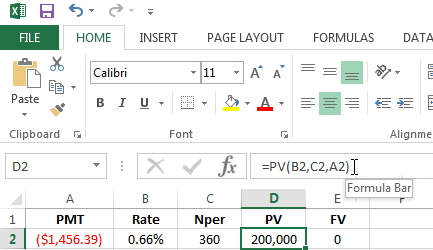 FILE HOME INSERT PAGE LAYOUT FORMULAS DATA
Calibri 11 A A
Paste B I U A
Clipboard Font Alignme
D2 fx =PV(B2,C2,A2)
Formula Bar
A B C D E
1 PMT Rate Nper PV FV
2 ($1,456.39) 0.66% 360 200,000 0